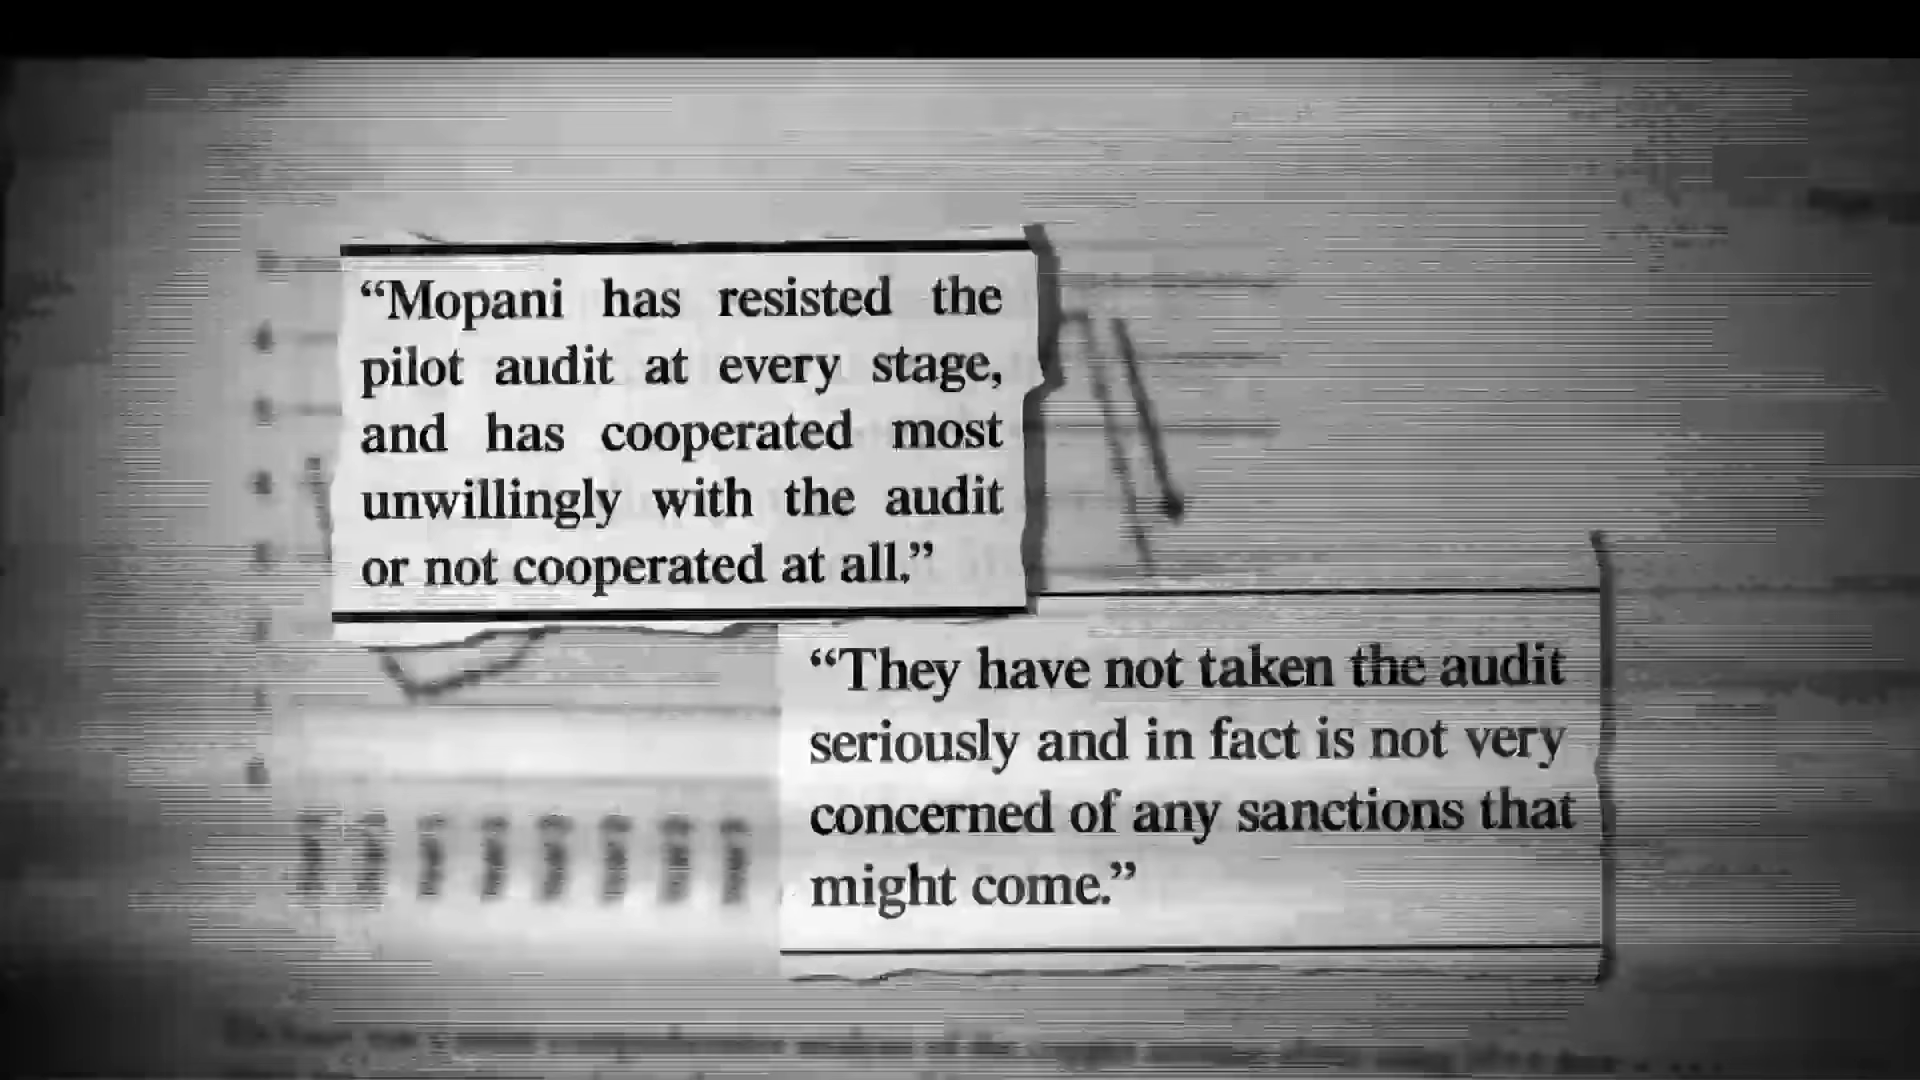 “Mopani has resisted the
pilot audit at every stage,
and has cooperated most
unwillingly with the audit
or not cooperated at all.”
“They have not taken the audit
seriously and in fact is not very
concerned of any sanctions that
might come.”